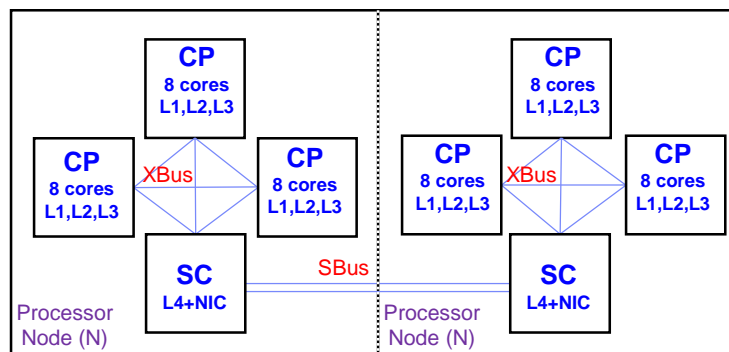 CP
8 cores
L1,L2,L3
CP
8 cores
L1,L2,L3
XBus
CP
8 cores
L1,L2,L3
SC
L4+NIC
Processor
Node (N)
SBus
CP
8 cores
L1,L2,L3
CP
8 cores
L1,L2,L3
XBus
CP
8 cores
L1,L2,L3
SC
L4+NIC
Processor
Node (N)